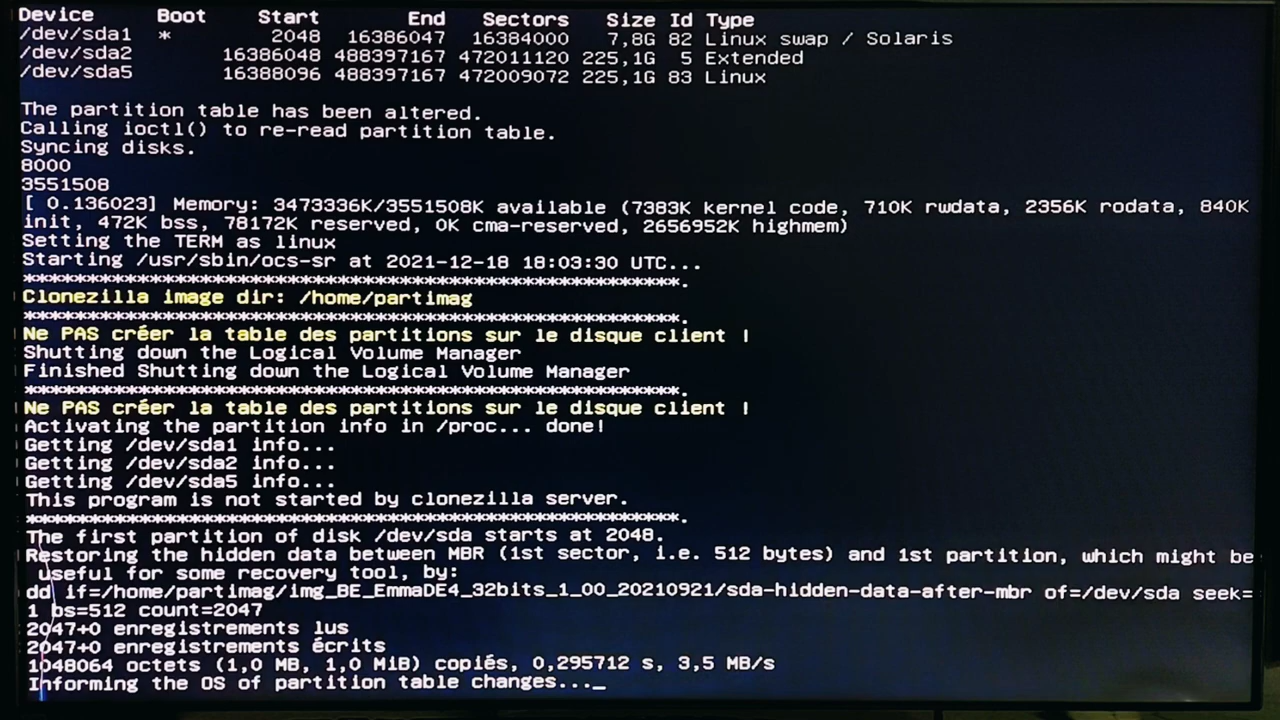 Device Boot Start End Sectors Size Id Type
/dev/sda1 * 2048 16386047 16384000 7,8G 82 Linux swap / Solaris
/dev/sda2 16386048 488397167 472011120 225,1G 5 Extended
/dev/sda5 16388096 488397167 472009072 225,1G 83 Linux
The partition table has been altered.
Calling ioctl() to re-read partition table.
Syncing disks.
8000
3551508
[ 0.136023] Memory: 3473336K/3551508K available (7383K kernel code, 710K rwdata, 2356K rodata, 840K
init, 472K bss, 78172K reserved, 0K cma-reserved, 2656952K highmem)
Setting the TERM as linux
Starting /usr/sbin/ocs-sr at 2021-12-18 18:03:30 UTC...
*****************************************************.
Clonezilla image dir: /home/partimag
*****************************************************.
Ne PAS créer la table des partitions sur le disque client !
Shutting down the Logical Volume Manager
Finished Shutting down the Logical Volume Manager
*****************************************************.
Ne PAS créer la table des partitions sur le disque client !
Activating the partition info in /proc... done!
Getting /dev/sda1 info...
Getting /dev/sda2 info...
Getting /dev/sda5 info...
This program is not started by clonezilla server.
*****************************************************.
The first partition of disk /dev/sda starts at 2048.
Restoring the hidden data between MBR (1st sector, i.e. 512 bytes) and 1st partition, which might be
useful for some recovery tool, by:
dd if=/home/partimag/img_BE_EmmaDE4_32bits_1_00_20210921/sda-hidden-data-after-mbr of=/dev/sda seek=
1 bs=512 count=2047
2047+0 enregistrements lus
2047+0 enregistrements écrits
1048064 octets (1,0 MB, 1,0 MiB) copiés, 0,295712 s, 3,5 MB/s
Informing the OS of partition table changes..._